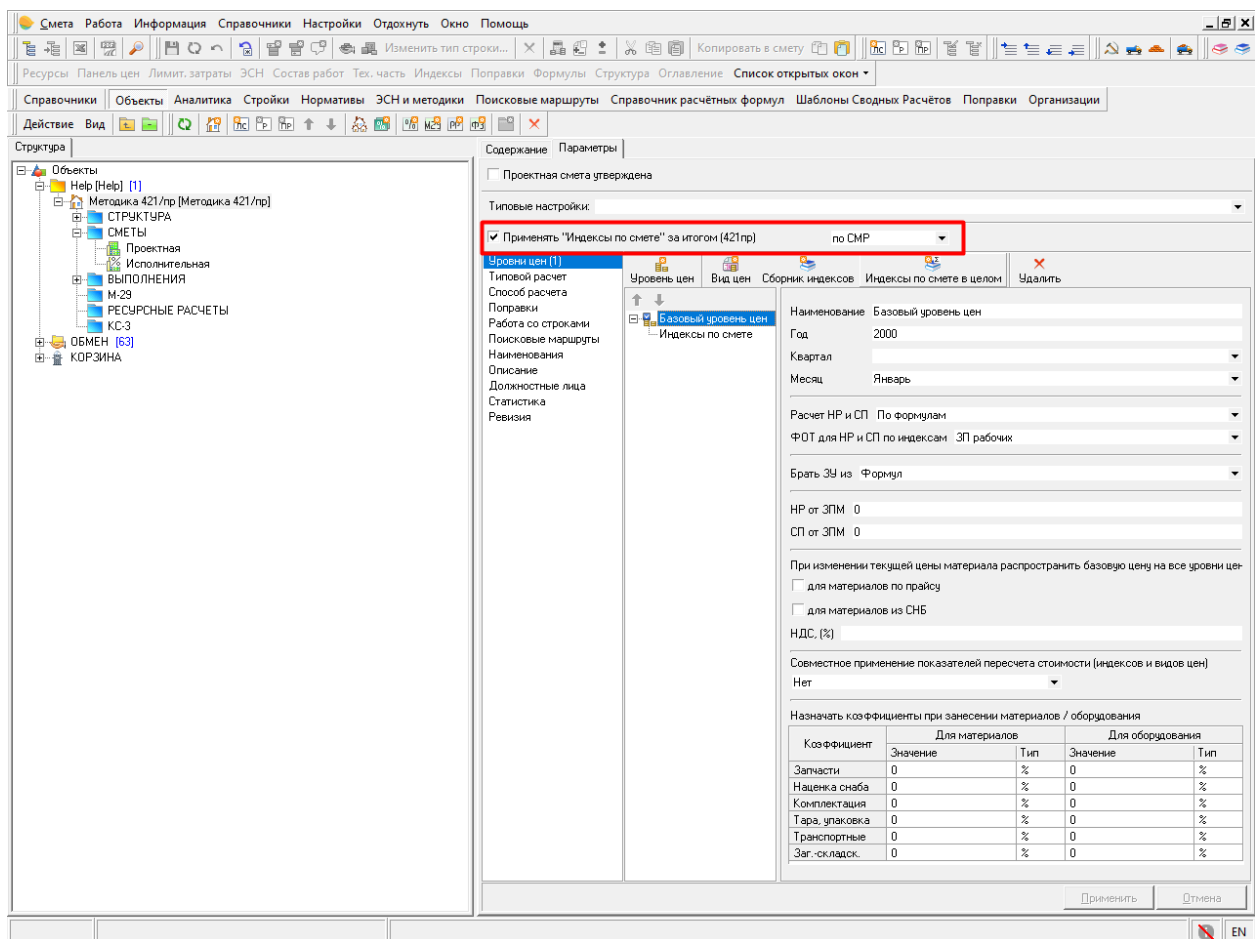 Смета Работа Информация Справочники Настройки Отдохнуть Окно Помощь
Изменить тип строки... Копировать в смету
Ресурсы Панель цен Лимит. затраты ЭСН Состав работ Тех. часть Индексы Поправки Формулы Структура Оглавление Список открытых окон
Справочники Объекты Аналитика Стройки Нормативы ЭСН и методики Поисковые маршруты Справочник расчётных формул Шаблоны Сводных Расчётов Поправки Организации
Действие Вид
Структура
Объекты
Help [Help] [1]
Методика 421/пр [Методика 421/пр]
СТРУКТУРА
СМЕТЫ
Проектная
Исполнительная
ВЫПОЛНЕНИЯ
М-29
РЕСУРСНЫЕ РАСЧЕТЫ
КС-3
ОБМЕН [63]
КОРЗИНА
Содержание Параметры
Проектная смета утверждена
Типовые настройки:
Применять "Индексы по смете" за итогом (421пр) по СМР
Уровни цен (1)
Типовой расчет
Способ расчета
Поправки
Работа со строками
Поисковые маршруты
Наименования
Описание
Должностные лица
Статистика
Ревизия
Уровень цен Вид цен Сборник индексов Индексы по смете в целом Удалить
Базовый уровень цен
Индексы по смете
Наименование Базовый уровень цен
Год 2000
Квартал
Месяц Январь
Расчет НР и СП По формулам
ФОТ для НР и СП по индексам ЗП рабочих
Брать ЗУ из Формул
НР от ЗПМ 0
СП от ЗПМ 0
При изменении текущей цены материала распространить базовую цену на все уровни цен
для материалов по прайсу
для материалов из СНБ
НДС, (%)
Совместное применение показателей пересчета стоимости (индексов и видов цен)
Нет
Назначать коэффициенты при занесении материалов / оборудования
Коэффициент Для материалов Для оборудования
Значение Тип Значение Тип
Запчасти 0 % 0 %
Наценка снаба 0 % 0 %
Комплектация 0 % 0 %
Тара, упаковка 0 % 0 %
Транспортные 0 % 0 %
Заг.-складск. 0 % 0 %
Применить Отмена
EN